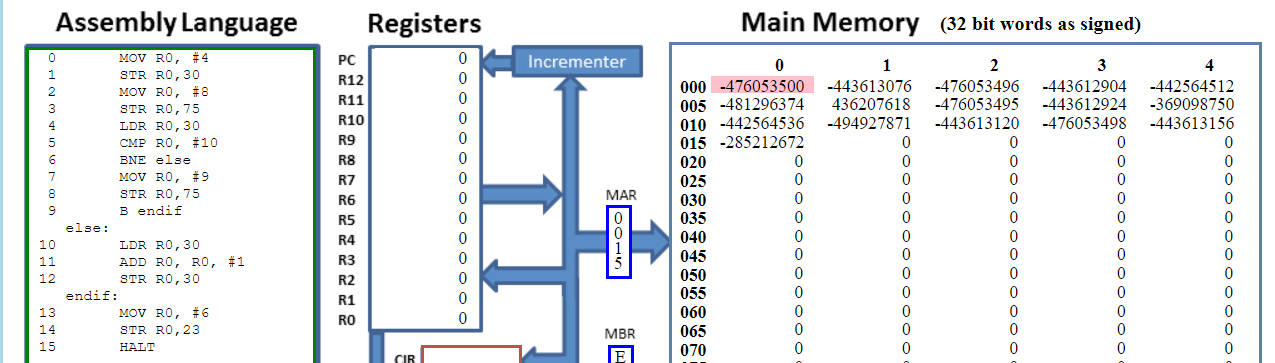 Assembly Language
0 MOV R0, #4
1 STR R0,30
2 MOV R0, #8
3 STR R0,75
4 LDR R0,30
5 CMP R0, #10
6 BNE else
7 MOV R0, #9
8 STR R0,75
9 B endif
else:
10 LDR R0,30
11 ADD R0, R0, #1
12 STR R0,30
endif:
13 MOV R0, #6
14 STR R0,23
15 HALT
Registers
PC 0
R12 0
R11 0
R10 0
R9 0
R8 0
R7 0
R6 0
R5 0
R4 0
R3 0
R2 0
R1 0
R0 0
CIR
Incrementer
MAR
0
0
1
5
MBR
E
Main Memory (32 bit words as signed)
0 1 2 3 4
000 -476053500 -443613076 -476053496 -443612904 -442564512
005 -481296374 436207618 -476053495 -443612924 -369098750
010 -442564536 -494927871 -443613120 -476053498 -443613156
015 -285212672 0 0 0 0
020 0 0 0 0 0
025 0 0 0 0 0
030 0 0 0 0 0
035 0 0 0 0 0
040 0 0 0 0 0
045 0 0 0 0 0
050 0 0 0 0 0
055 0 0 0 0 0
060 0 0 0 0 0
065 0 0 0 0 0
070 0 0 0 0 0